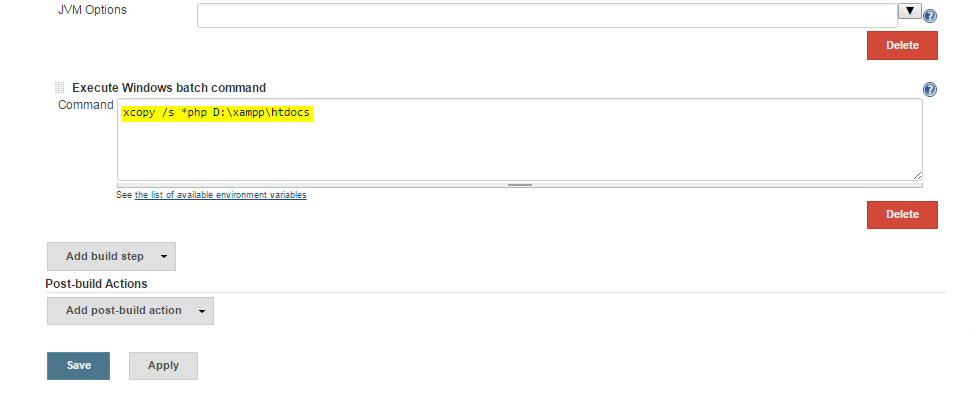 JVM Options
Delete
Execute Windows batch command
Command
xcopy /s *php D:\xampp\htdocs
See the list of available environment variables
Delete
Add build step
Post-build Actions
Add post-build action
Save Apply